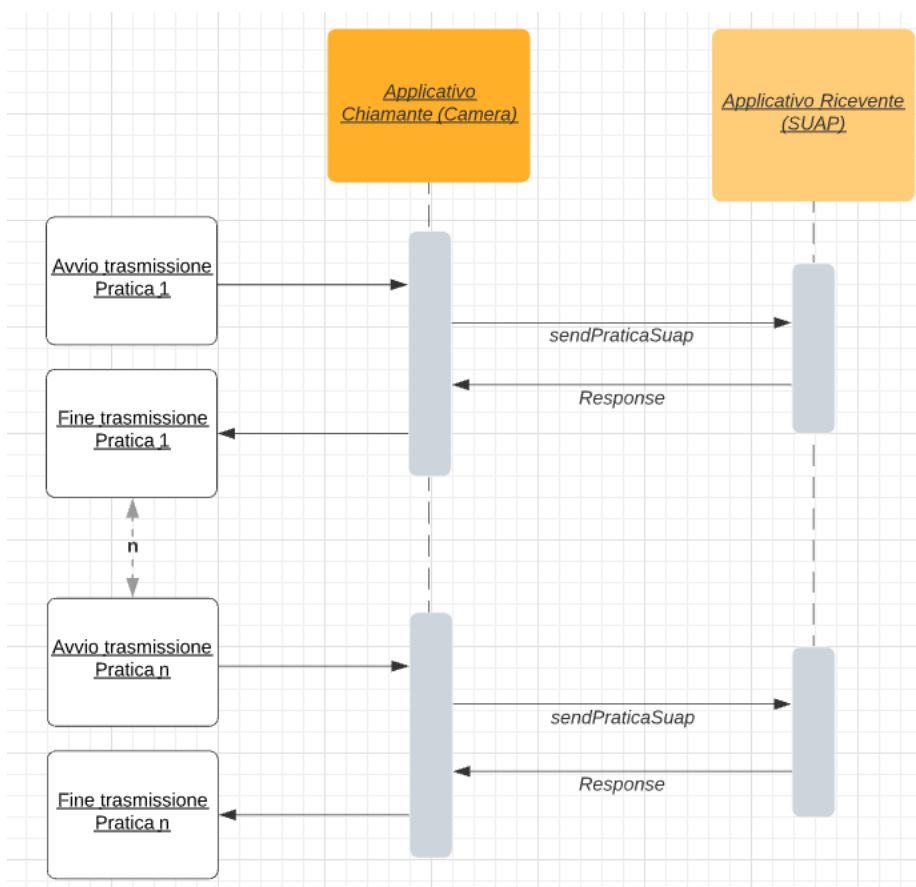 Applicativo
Chiamante (Camera)
Applicativo Ricevente
(SUAP)
Avvio trasmissione
Pratica 1
sendPraticaSuap
Response
Fine trasmissione
Pratica 1
n
Avvio trasmissione
Pratica n
sendPraticaSuap
Response
Fine trasmissione
Pratica n